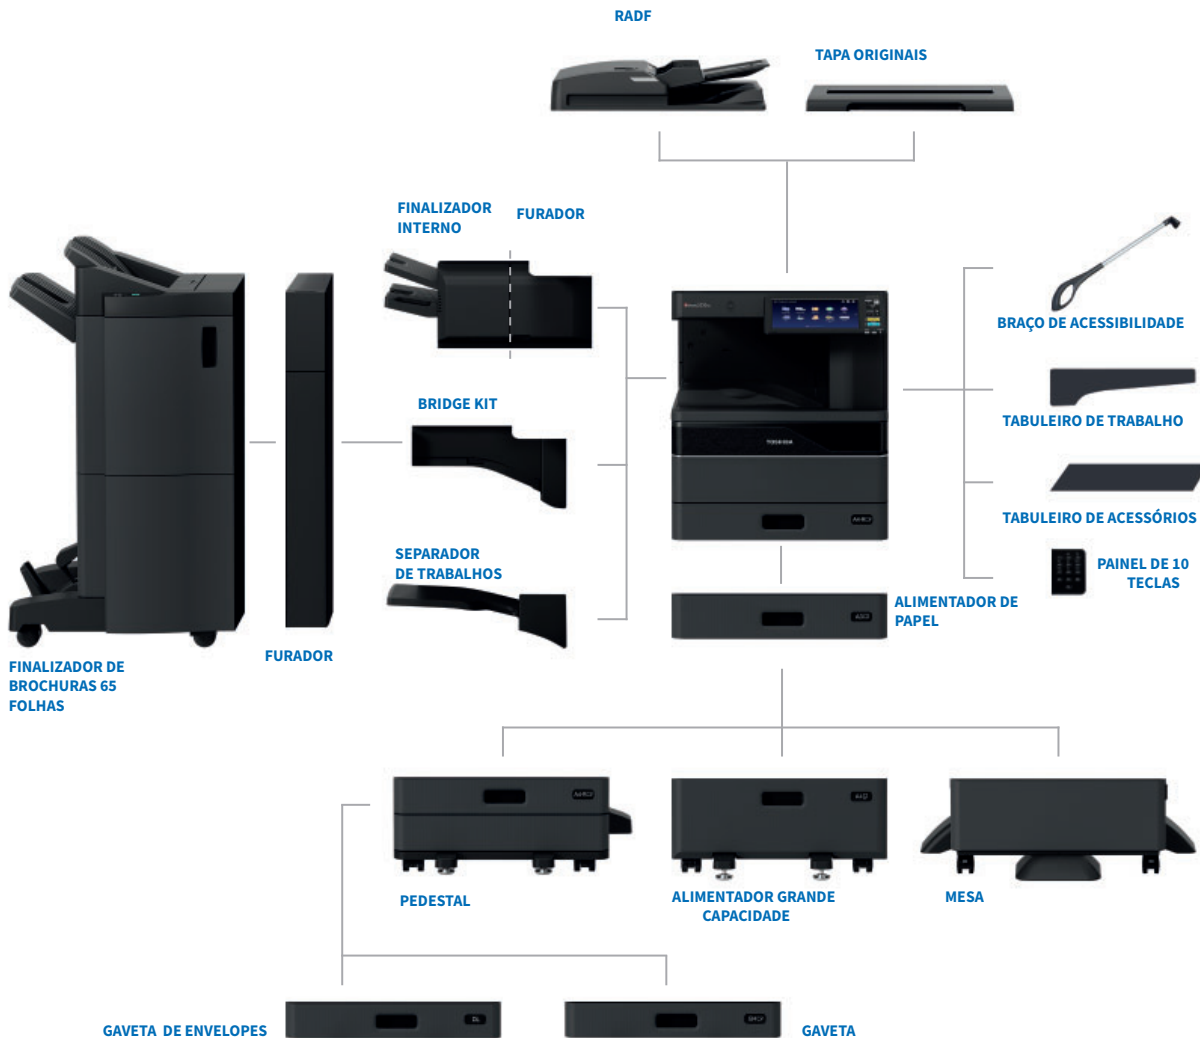 RADF
TAPA ORIGINAIS
FINALIZADOR
INTERNO
FURADOR
BRAÇO DE ACESSIBILIDADE
BRIDGE KIT
TABULEIRO DE TRABALHO
TOSHIBA
TABULEIRO DE ACESSÓRIOS
SEPARADOR
DE TRABALHOS
PAINEL DE 10
TECLAS
ALIMENTADOR DE
PAPEL
FURADOR
FINALIZADOR DE
BROCHURAS 65
FOLHAS
PEDESTAL
ALIMENTADOR GRANDE
CAPACIDADE
MESA
GAVETA DE ENVELOPES
GAVETA